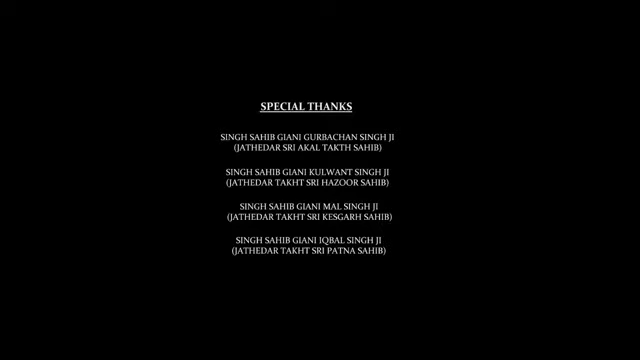 SPECIAL THANKS
SINGH SAHIB GIANI GURBACHAN SINGH JI
(JATHEDAR SRI AKAL TAKTH SAHIB)
SINGH SAHIB GIANI KULWANT SINGH JI
(JATHEDAR TAKHT SRI HAZOOR SAHIB)
SINGH SAHIB GIANI MAL SINGH JI
(JATHEDAR TAKHT SRI KESGARH SAHIB)
SINGH SAHIB GIANI IQBAL SINGH JI
(JATHEDAR TAKHT SRI PATNA SAHIB)